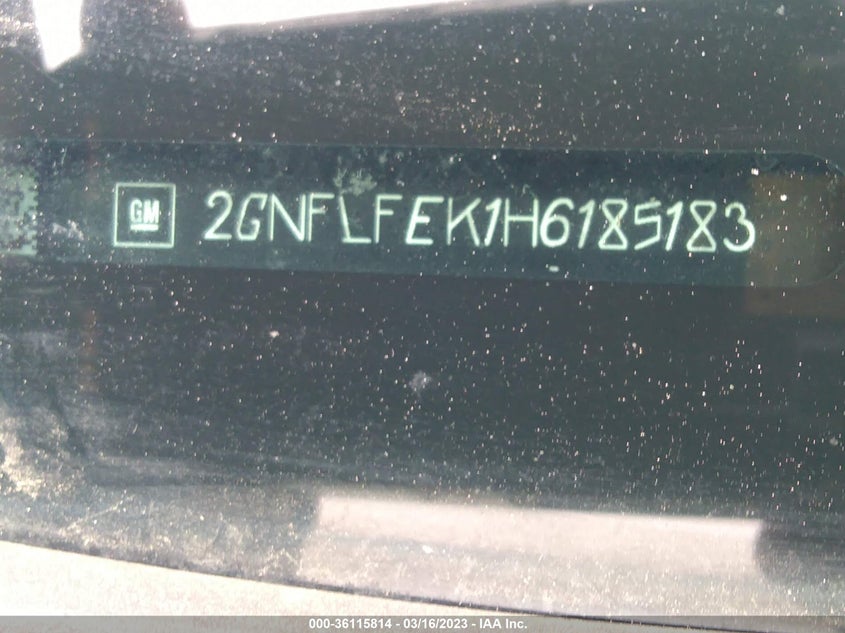 GM 2GNFLFEK1H6185183
000-36115814 - 03/16/2023 - IAA Inc.